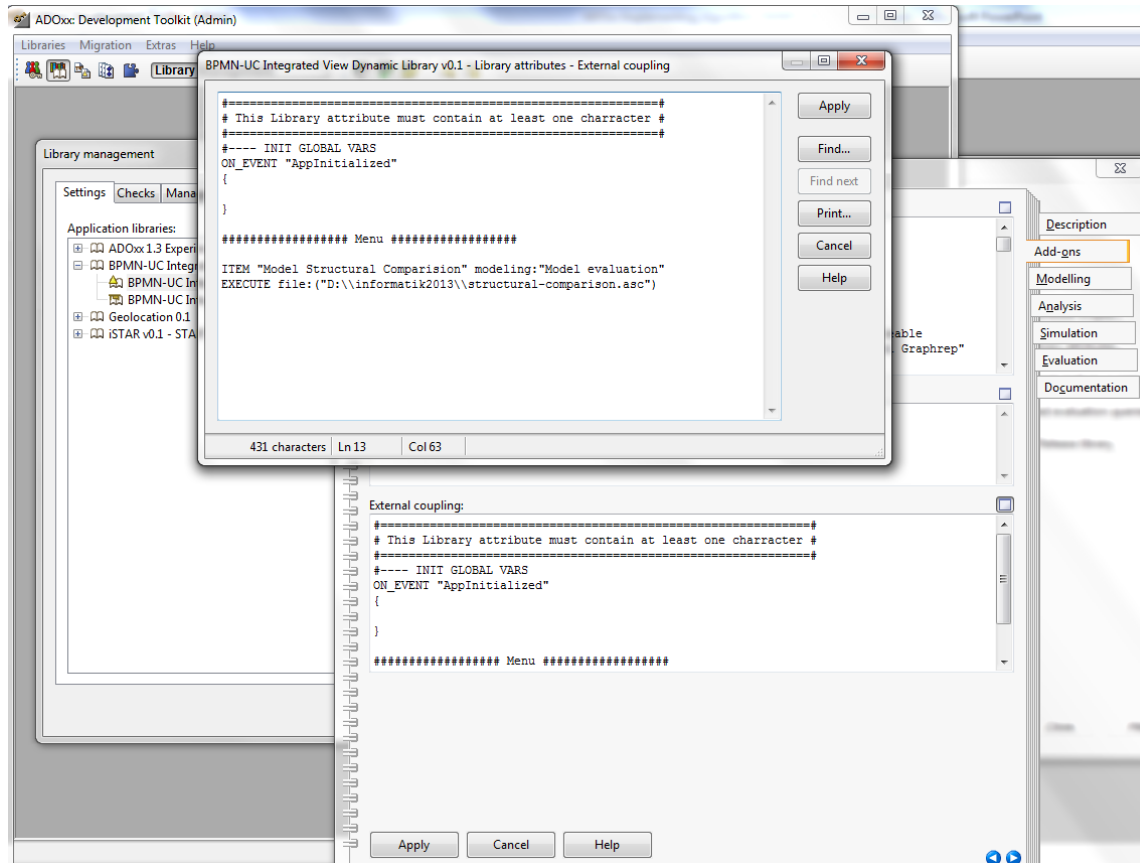 ADOxx: Development Toolkit (Admin)
Libraries Migration Extras Help
Library
BPMN-UC Integrated View Dynamic Library v0.1 - Library attributes - External coupling
#=============================================================#
# This Library attribute must contain at least one charracter #
#=============================================================#
#---- INIT GLOBAL VARS
ON_EVENT "AppInitialized"
{
}
################## Menu ##################
ITEM "Model Structural Comparision" modeling:"Model evaluation"
EXECUTE file:("D:\\informatik2013\\structural-comparison.asc")
Apply
Find...
Find next
Print...
Cancel
Help
431 characters Ln 13 Col 63
Library management
Settings Checks Mana
Application libraries:
ADOxx 1.3 Experi
BPMN-UC Integr
BPMN-UC In
BPMN-UC In
Geolocation 0.1
iSTAR v0.1 - STA
eable
Graphrep"
Description
Add-ons
Modelling
Analysis
Simulation
Evaluation
Documentation
External coupling:
#=============================================================#
# This Library attribute must contain at least one charracter #
#=============================================================#
#---- INIT GLOBAL VARS
ON_EVENT "AppInitialized"
{
}
################## Menu ##################
Apply Cancel Help